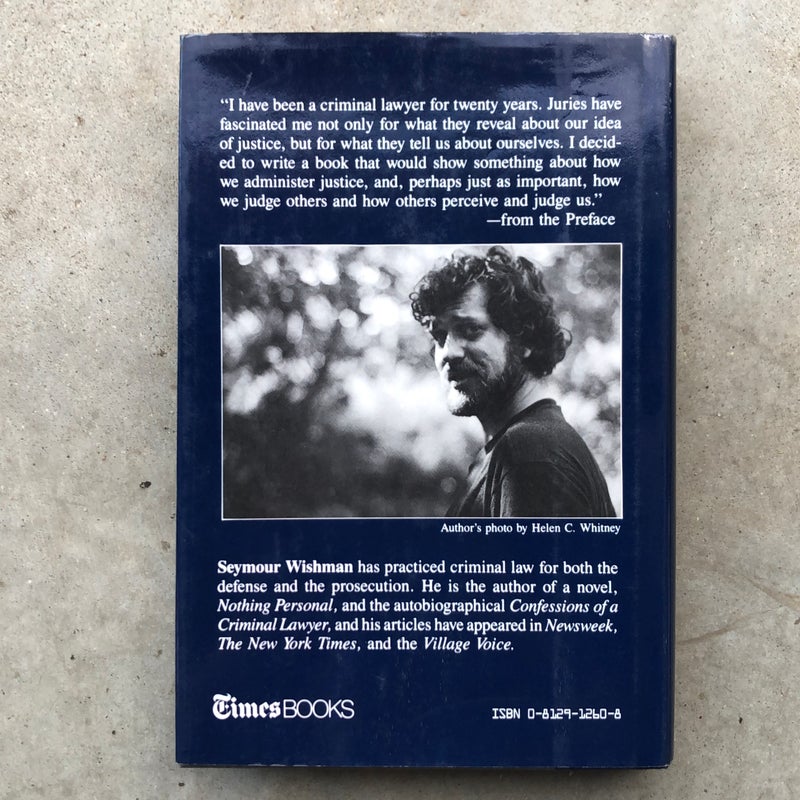 “I have been a criminal lawyer for twenty years. Juries have
fascinated me not only for what they reveal about our idea
of justice, but for what they tell us about ourselves. I decid-
ed to write a book that would show something about how
we administer justice, and, perhaps just as important, how
we judge others and how others perceive and judge us.”
—from the Preface
Author's photo by Helen C. Whitney
Seymour Wishman has practiced criminal law for both the
defense and the prosecution. He is the author of a novel,
Nothing Personal, and the autobiographical Confessions of a
Criminal Lawyer, and his articles have appeared in Newsweek,
The New York Times, and the Village Voice.
Times BOOKS
ISBN 0-8129-1260-8